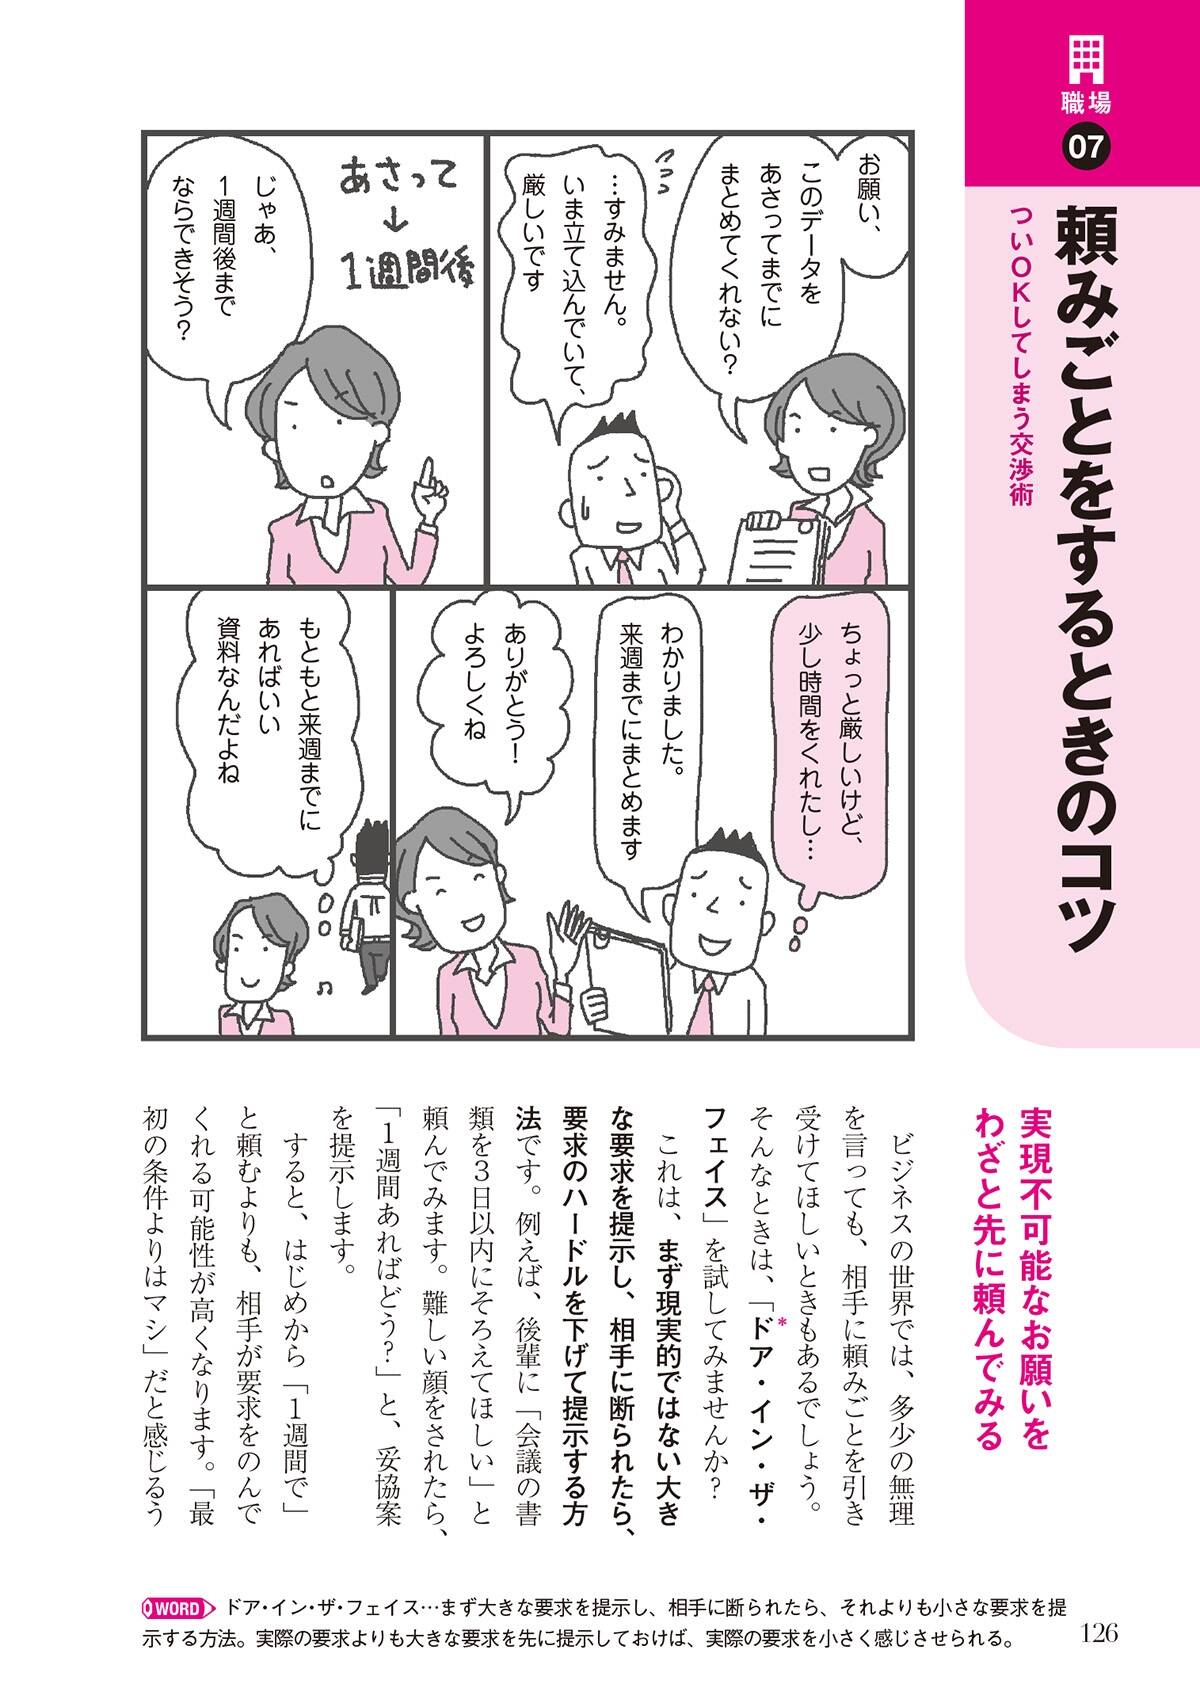 職場
07
頼みごとをするときのコツ
ついOKしてしまう交渉術
お願い、
このデータを
あさってまでに
まとめてくれない?
…すみません。
いま立て込んでいて、
厳しいです
あさって
↓
1週間後
じゃあ、
1週間後まで
ならできそう?
ちょっと厳しいけど、
少し時間をくれたし…
わかりました。
来週までにまとめます
ありがとう!
よろしくね
もともと来週までに
あればいい
資料なんだよね
実現不可能なお願いを
わざと先に頼んでみる
ビジネスの世界では、多少の無理
を言っても、相手に頼みごとを引き
受けてほしいときもあるでしょう。
そんなときは、「ドア・イン・ザ・
フェイス」を試してみませんか?
これは、まず現実的ではない大き
な要求を提示し、相手に断られたら、
要求のハードルを下げて提示する方
法です。例えば、後輩に「会議の書
類を3日以内にそろえてほしい」と
頼んでみます。難しい顔をされたら、
「1週間あればどう?」と、妥協案
を提示します。
すると、はじめから「1週間で」
と頼むよりも、相手が要求をのんで
くれる可能性が高くなります。「最
初の条件よりはマシ」だと感じるう
WORD ドア・イン・ザ・フェイス…まず大きな要求を提示し、相手に断られたら、それよりも小さな要求を提
示する方法。実際の要求よりも大きな要求を先に提示しておけば、実際の要求を小さく感じさせられる。
126